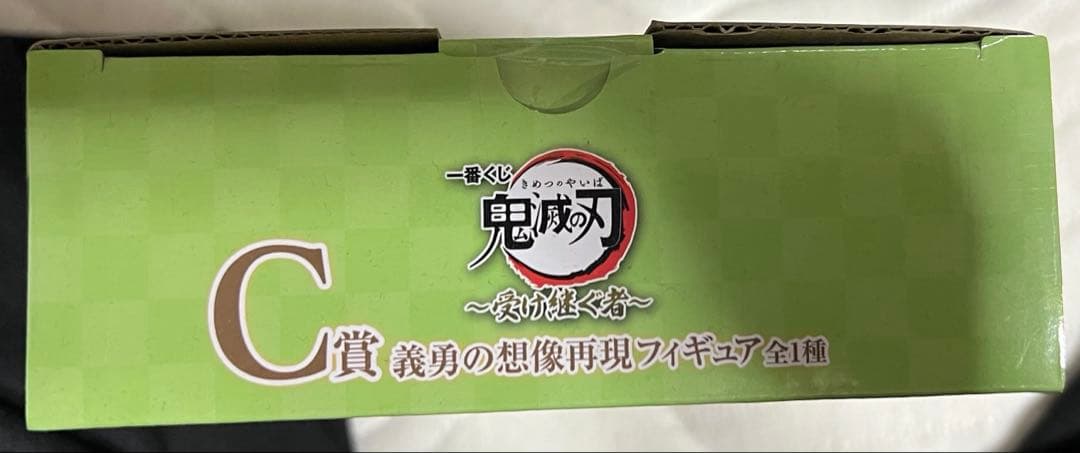 一番くじ
きめつのやいば
鬼滅の刃
～受け継ぐ者～
C賞 義勇の想像再現フィギュア 全1種